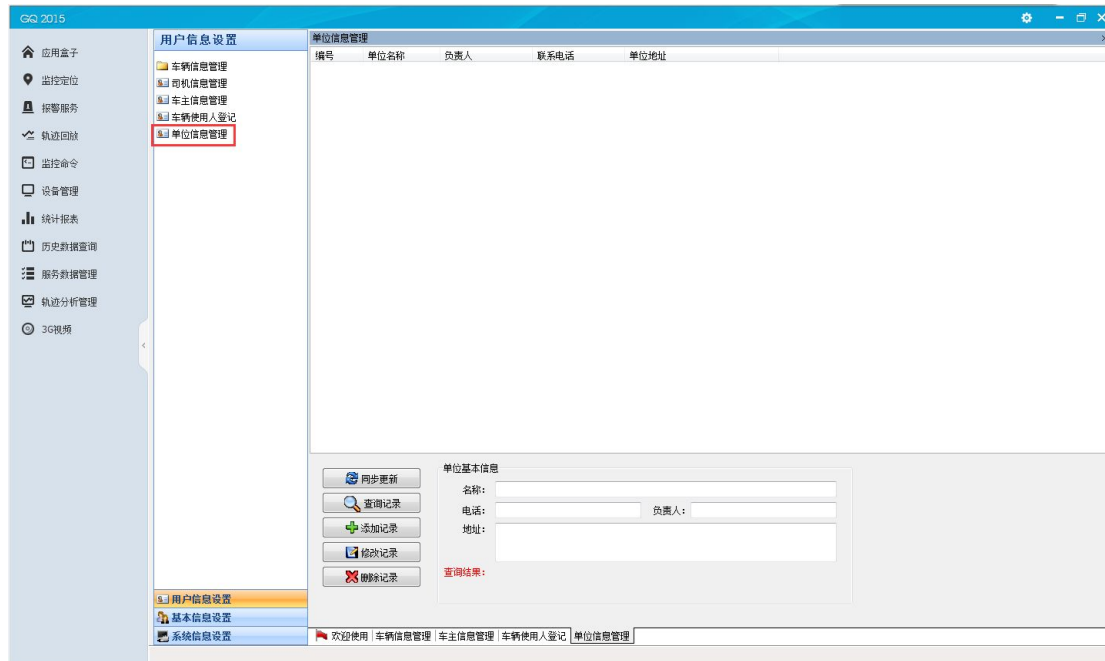 GQ 2015
应用盒子
监控定位
报警服务
轨迹回放
监控命令
设备管理
统计报表
历史数据查询
服务数据管理
轨迹分析管理
3G视频
用户信息设置
车辆信息管理
司机信息管理
车主信息管理
车辆使用人登记
单位信息管理
用户信息设置
基本信息设置
系统信息设置
单位信息管理
编号 单位名称 负责人 联系电话 单位地址
同步更新
查询记录
添加记录
修改记录
删除记录
单位基本信息
名称:
电话: 负责人:
地址:
查询结果:
欢迎使用 车辆信息管理 车主信息管理 车辆使用人登记 单位信息管理